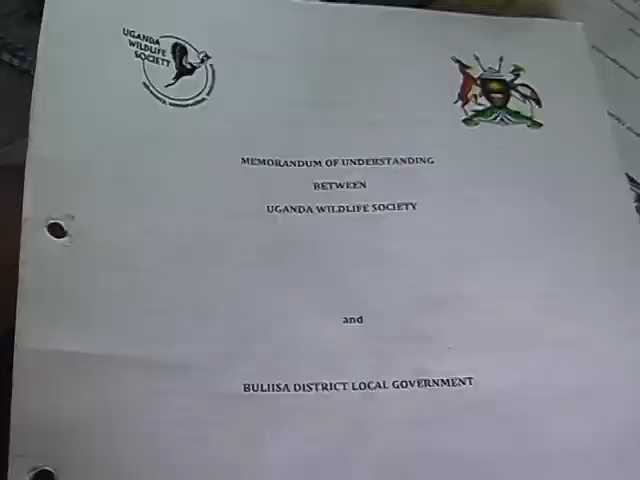 UGANDA
WILDLIFE
SOCIETY
MEMORANDUM OF UNDERSTANDING
BETWEEN
UGANDA WILDLIFE SOCIETY
and
BULIISA DISTRICT LOCAL GOVERNMENT